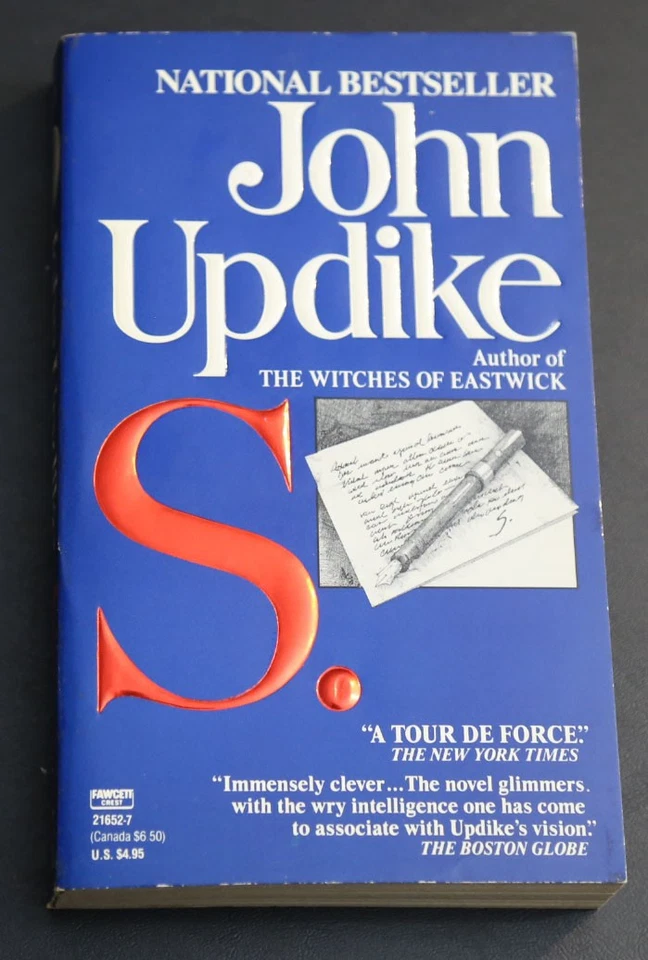 NATIONAL BESTSELLER
John
Updike
Author of
THE WITCHES OF EASTWICK
S.
S.
"A TOUR DE FORCE."
THE NEW YORK TIMES
"Immensely clever...The novel glimmers
with the wry intelligence one has come
to associate with Updike's vision."
THE BOSTON GLOBE
FAWCETT
CREST
21652-7
(Canada $6.50)
U.S. $4.95